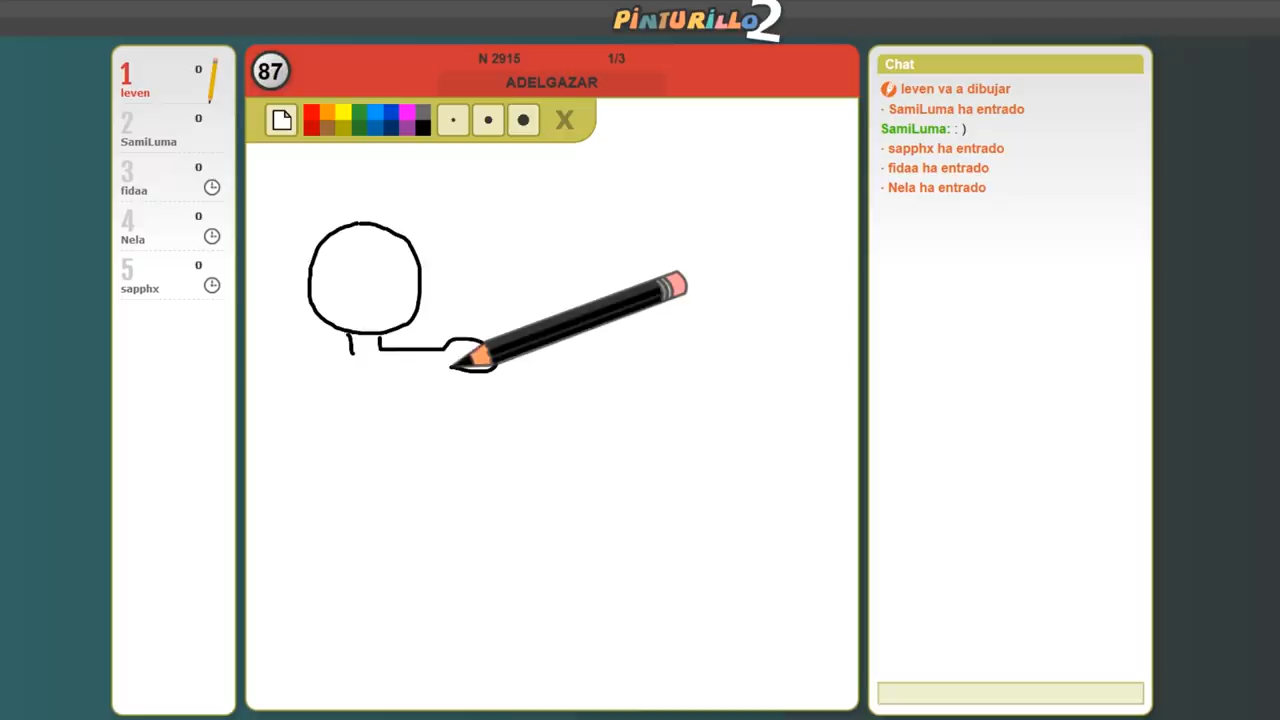 PINTURILLO 2
1 0
leven
2 0
SamiLuma
3 0
fidaa
4 0
Nela
5 0
sapphx
87
N 2915 1/3
ADELGAZAR
X
Chat
leven va a dibujar
· SamiLuma ha entrado
SamiLuma: : )
· sapphx ha entrado
· fidaa ha entrado
· Nela ha entrado